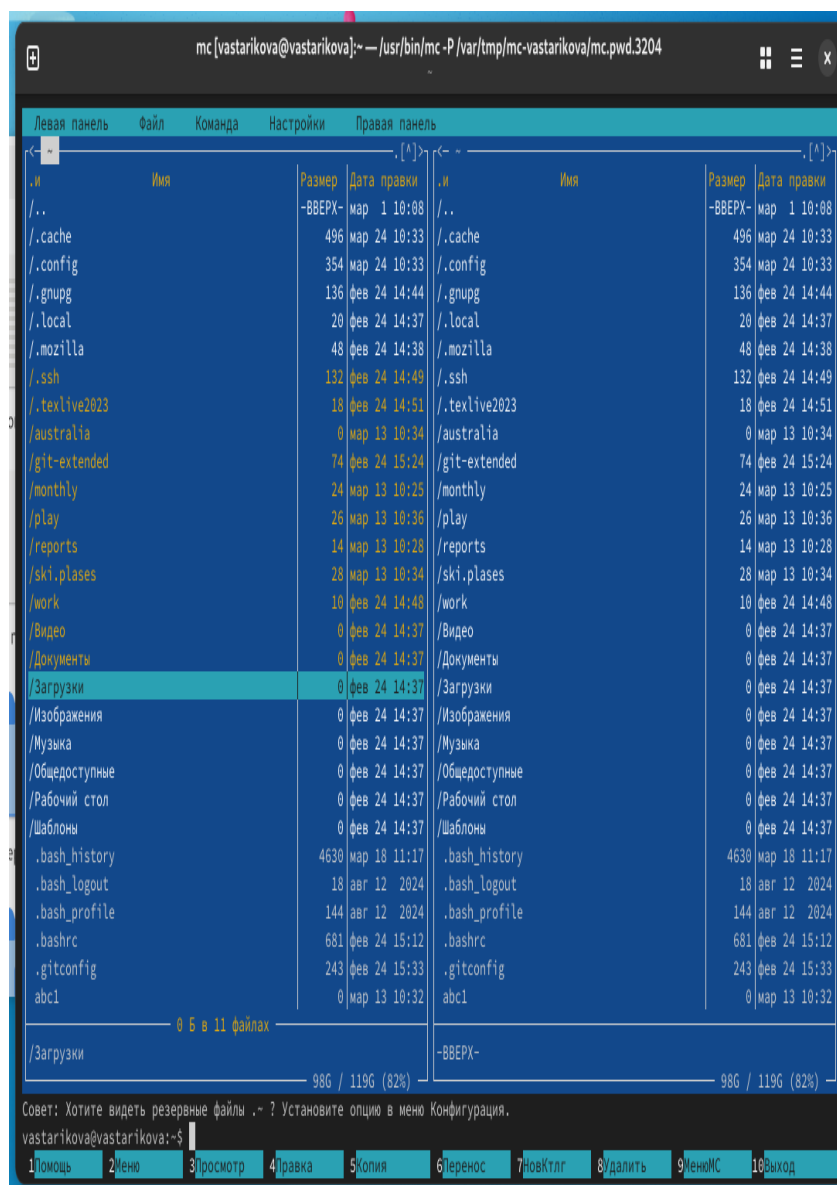 mc [vastarikova@vastarikova]:~ — /usr/bin/mc -P /var/tmp/mc-vastarikova/mc.pwd.3204
~
Левая панель Файл Команда Настройки Правая панель
<- ~ .[^]> <- ~ .[^]>
.и Имя Размер Дата правки .и Имя Размер Дата правки
/.. -ВВЕРХ- мар 1 10:08 /.. -ВВЕРХ- мар 1 10:08
/.cache 496 мар 24 10:33 /.cache 496 мар 24 10:33
/.config 354 мар 24 10:33 /.config 354 мар 24 10:33
/.gnupg 136 фев 24 14:44 /.gnupg 136 фев 24 14:44
/.local 20 фев 24 14:37 /.local 20 фев 24 14:37
/.mozilla 48 фев 24 14:38 /.mozilla 48 фев 24 14:38
/.ssh 132 фев 24 14:49 /.ssh 132 фев 24 14:49
/.texlive2023 18 фев 24 14:51 /.texlive2023 18 фев 24 14:51
/australia 0 мар 13 10:34 /australia 0 мар 13 10:34
/git-extended 74 фев 24 15:24 /git-extended 74 фев 24 15:24
/monthly 24 мар 13 10:25 /monthly 24 мар 13 10:25
/play 26 мар 13 10:36 /play 26 мар 13 10:36
/reports 14 мар 13 10:28 /reports 14 мар 13 10:28
/ski.plases 28 мар 13 10:34 /ski.plases 28 мар 13 10:34
/work 10 фев 24 14:48 /work 10 фев 24 14:48
/Видео 0 фев 24 14:37 /Видео 0 фев 24 14:37
/Документы 0 фев 24 14:37 /Документы 0 фев 24 14:37
/Загрузки 0 фев 24 14:37 /Загрузки 0 фев 24 14:37
/Изображения 0 фев 24 14:37 /Изображения 0 фев 24 14:37
/Музыка 0 фев 24 14:37 /Музыка 0 фев 24 14:37
/Общедоступные 0 фев 24 14:37 /Общедоступные 0 фев 24 14:37
/Рабочий стол 0 фев 24 14:37 /Рабочий стол 0 фев 24 14:37
/Шаблоны 0 фев 24 14:37 /Шаблоны 0 фев 24 14:37
.bash_history 4630 мар 18 11:17 .bash_history 4630 мар 18 11:17
.bash_logout 18 авг 12 2024 .bash_logout 18 авг 12 2024
.bash_profile 144 авг 12 2024 .bash_profile 144 авг 12 2024
.bashrc 681 фев 24 15:12 .bashrc 681 фев 24 15:12
.gitconfig 243 фев 24 15:33 .gitconfig 243 фев 24 15:33
abc1 0 мар 13 10:32 abc1 0 мар 13 10:32
0 Б в 11 файлах
/Загрузки -ВВЕРХ-
98G / 119G (82%) 98G / 119G (82%)
Совет: Хотите видеть резервные файлы .~ ? Установите опцию в меню Конфигурация.
vastarikova@vastarikova:~$
1Помощь 2Меню 3Просмотр 4Правка 5Копия 6Перенос 7НовКтлг 8Удалить 9МенюМС 10Выход